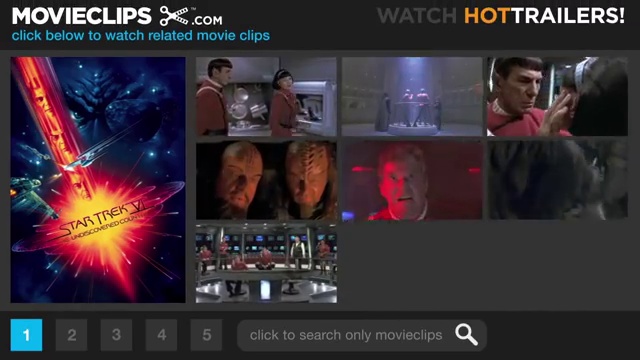 MOVIECLIPS .COM
WATCH HOTTRAILERS!
click below to watch related movie clips
STAR TREK VI
THE UNDISCOVERED COUNTRY
1 2 3 4 5
click to search only movieclips